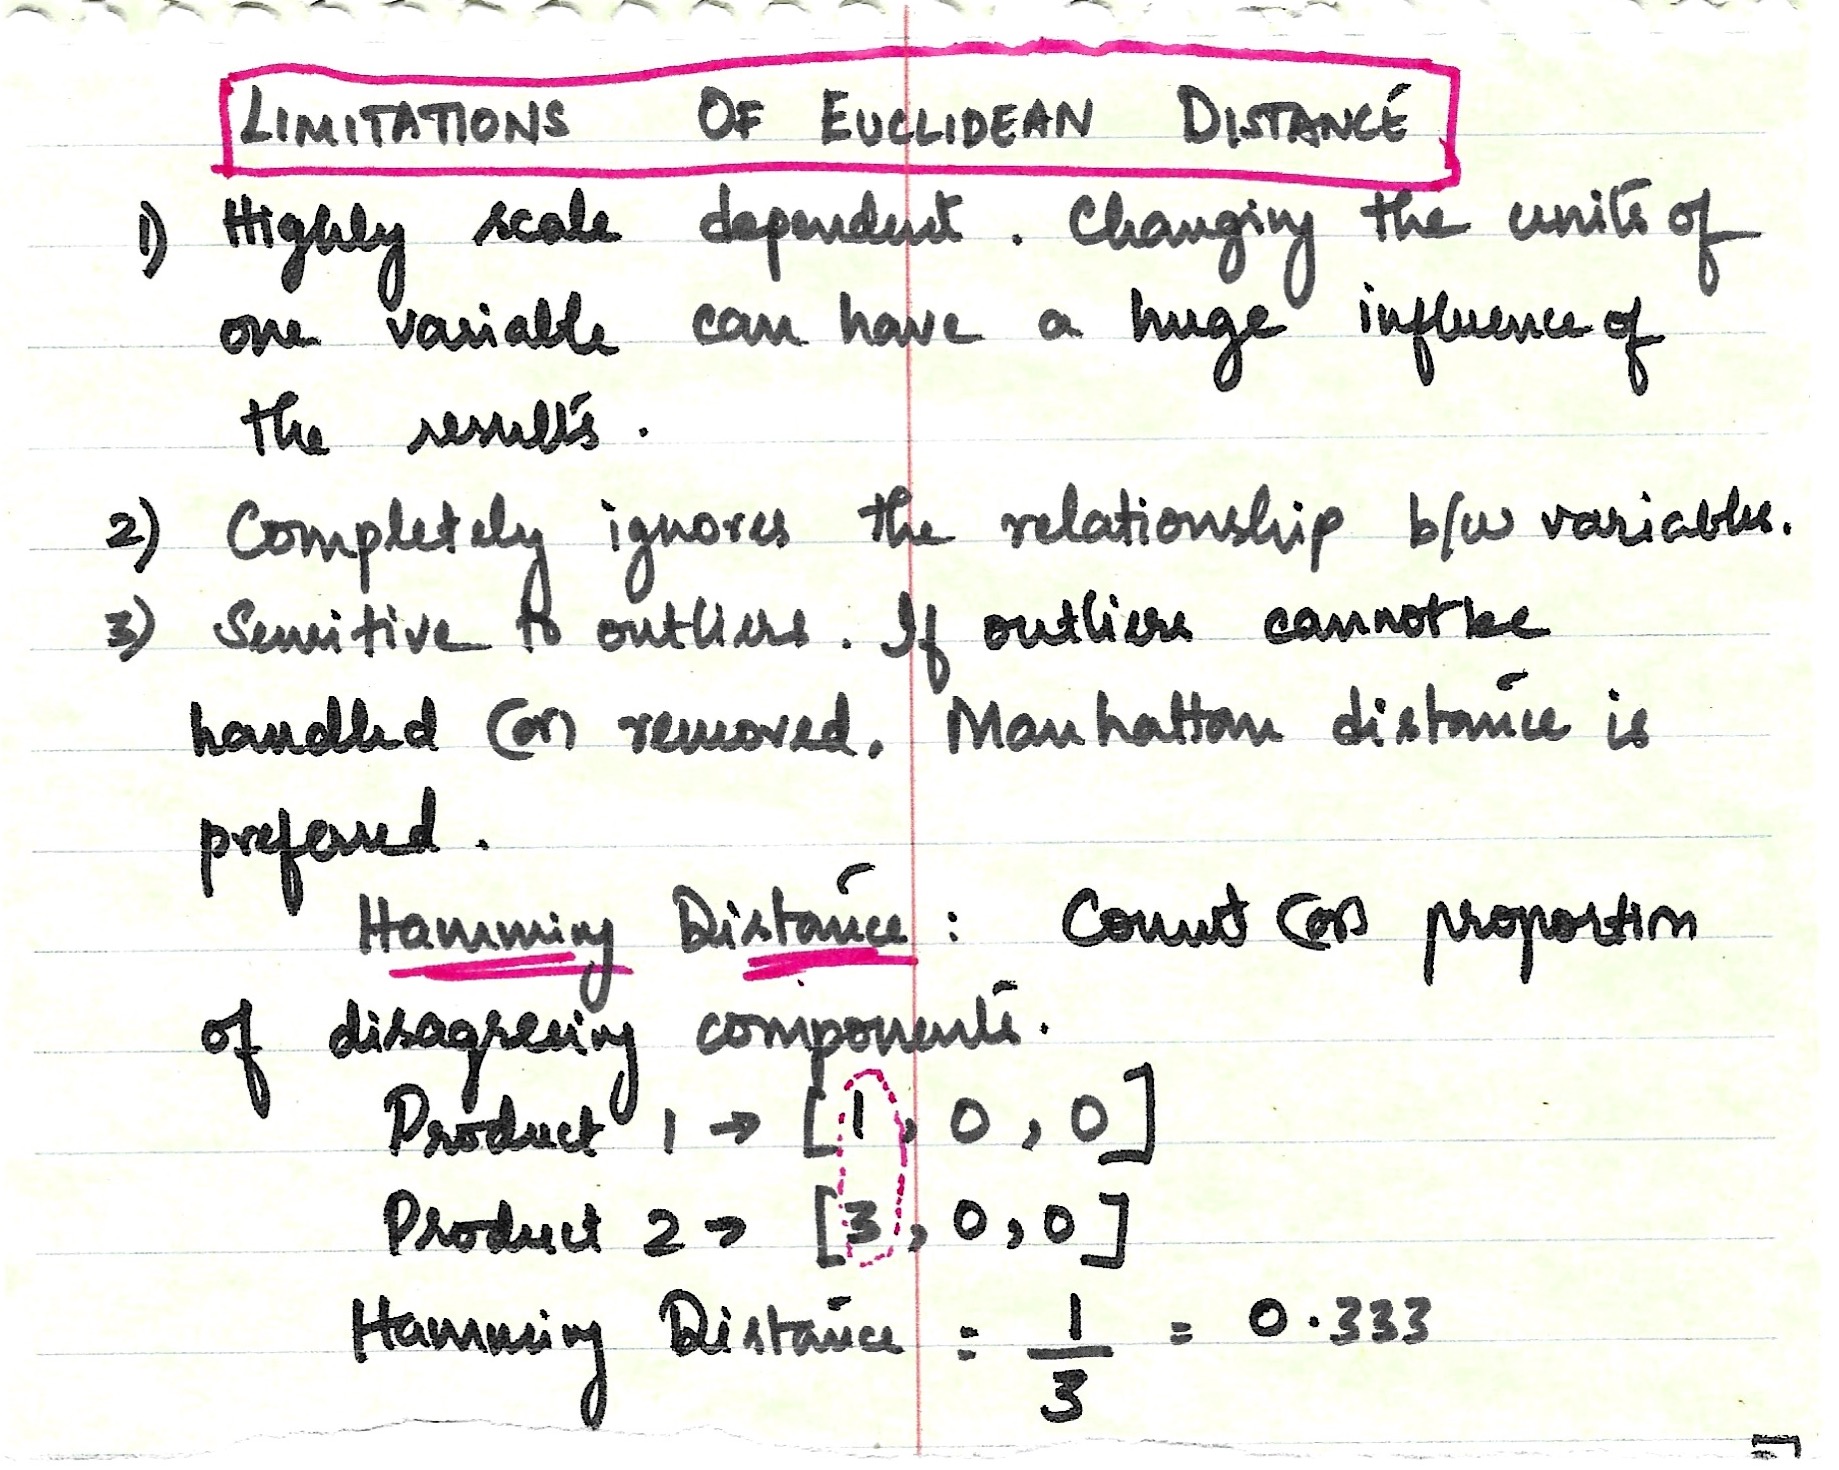 LIMITATIONS OF EUCLIDEAN DISTANCE
1) Highly scale dependent. Changing the units of
one variable can have a huge influence of
the results.
2) Completely ignores the relationship b/w variables.
3) Sensitive to outliers. If outliers cannot be
handled (or) removed, Manhattan distance is
preferred.
Hamming Distance : Count (or) proportion
of disagreeing components.
Product 1 → [1, 0, 0]
Product 2 → [3, 0, 0]
Hamming Distance = 1/3 = 0.333